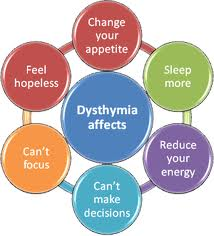 Change
your
appetite
Feel
hopeless
Sleep
more
Dysthymia
affects
Can't
focus
Reduce
your
energy
Can't
make
decisions